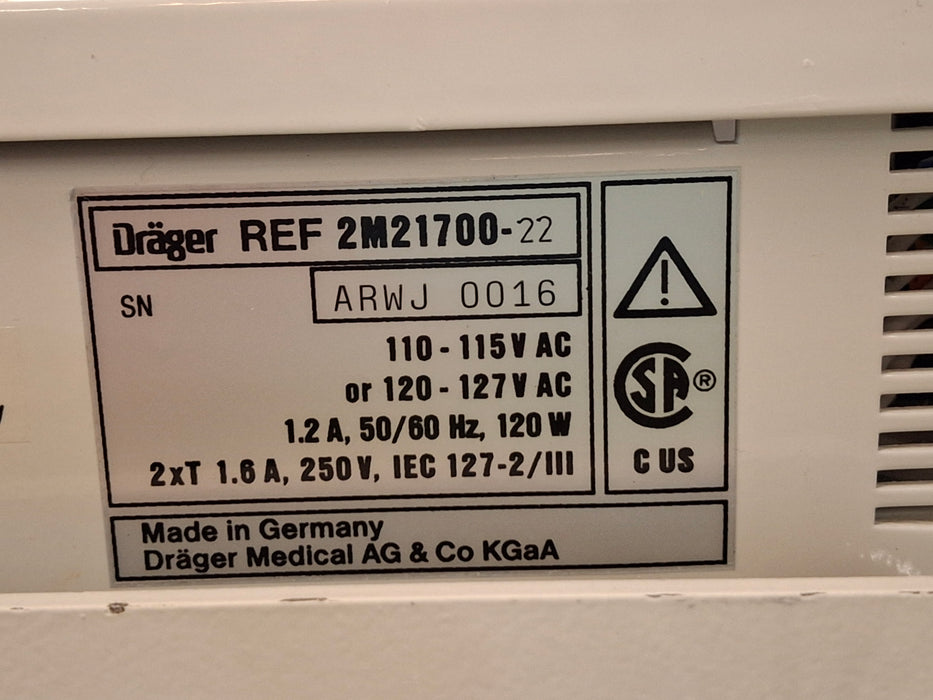 Dräger REF 2M21700-22
SN ARWJ 0016
110 - 115 V AC
or 120 - 127 V AC
1.2 A, 50/60 Hz, 120 W
2xT 1.6 A, 250 V, IEC 127-2/III
!
SA ®
C US
Made in Germany
Dräger Medical AG & Co KGaA